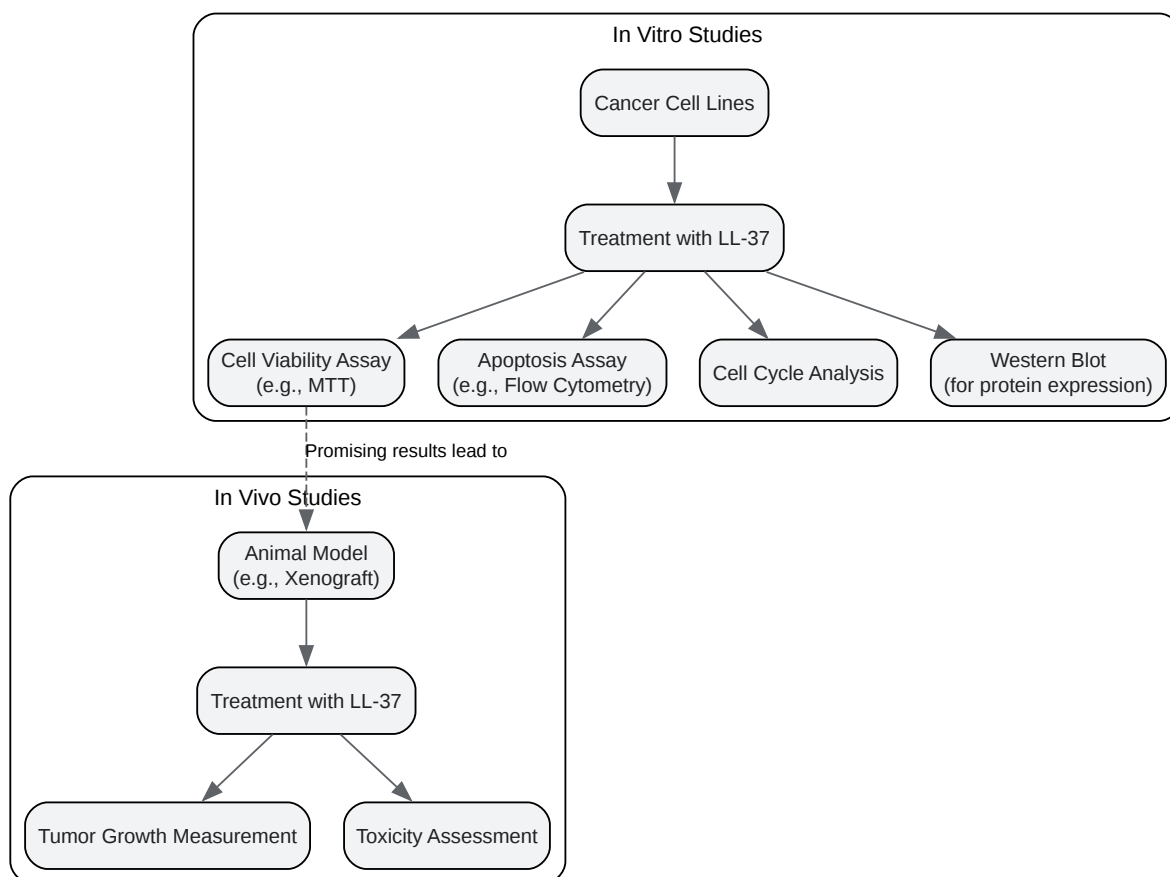 In Vitro Studies
Cancer Cell Lines
Treatment with LL-37
Cell Viability Assay
(e.g., MTT)
Apoptosis Assay
(e.g., Flow Cytometry)
Cell Cycle Analysis
Western Blot
(for protein expression)
Promising results lead to
In Vivo Studies
Animal Model
(e.g., Xenograft)
Treatment with LL-37
Tumor Growth Measurement
Toxicity Assessment